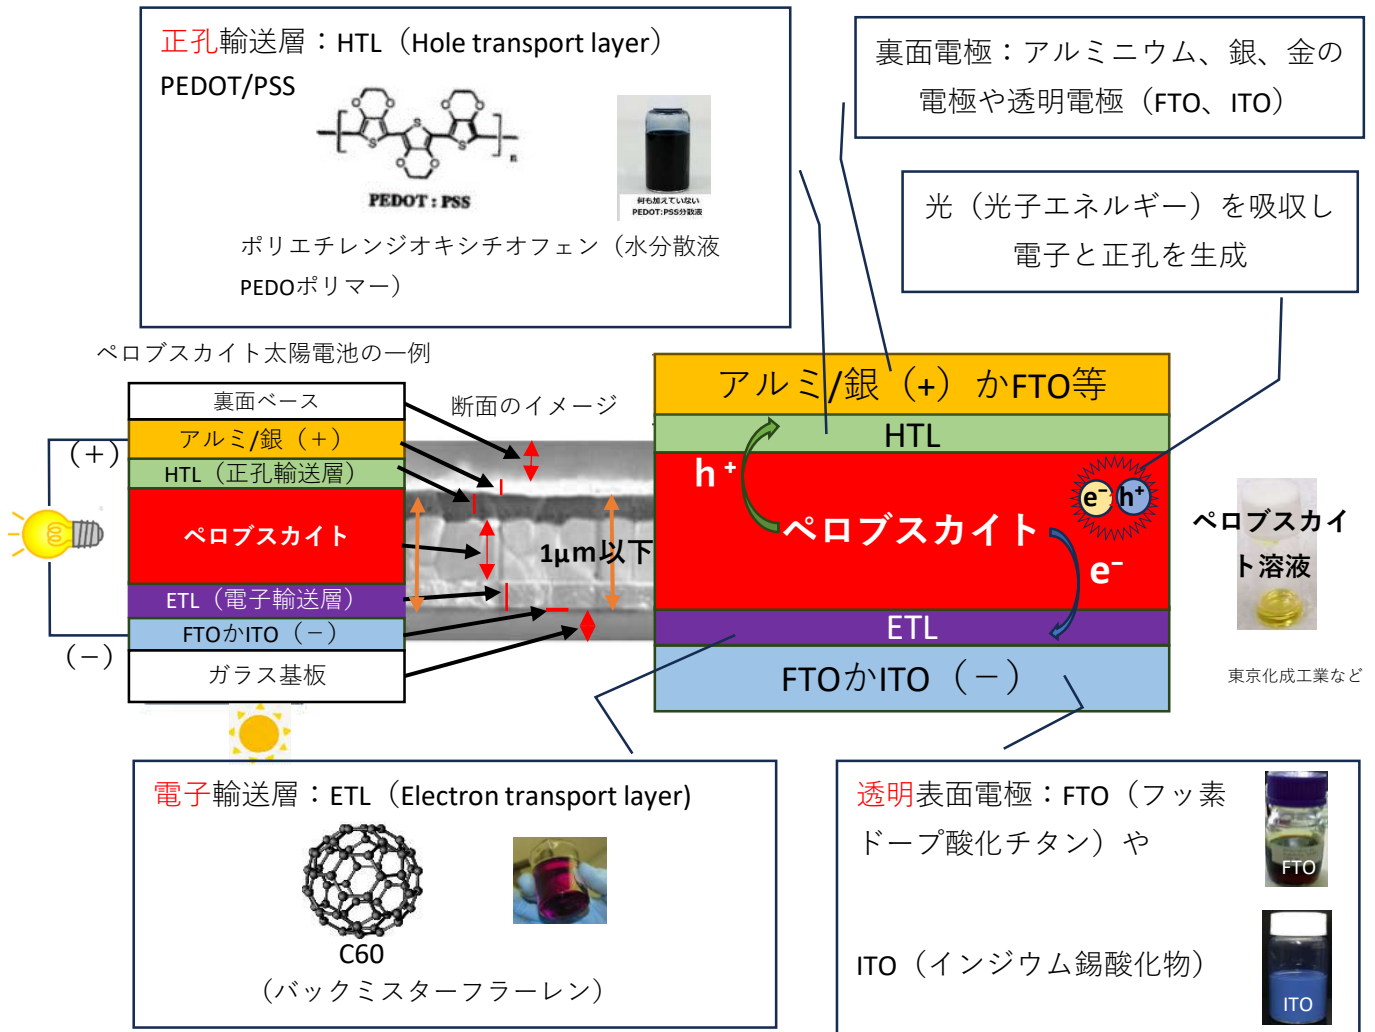 正孔輸送層：HTL（Hole transport layer）
PEDOT/PSS
O
O
O
O
S
S
S
O
O
n
PEDOT : PSS
何も加えていない
PEDOT:PSS分散液
ポリエチレンジオキシチオフェン（水分散液
PEDOポリマー）
裏面電極：アルミニウム、銀、金の
電極や透明電極（FTO、ITO）
光（光子エネルギー）を吸収し
電子と正孔を生成
ペロブスカイト太陽電池の一例
裏面ベース
アルミ/銀（+）
HTL（正孔輸送層）
ペロブスカイト
ETL（電子輸送層）
FTOかITO（−）
ガラス基板
（+）
（−）
断面のイメージ
1μm以下
アルミ/銀（+）かFTO等
HTL
h⁺
e⁻
h⁺
ペロブスカイト
e⁻
ETL
FTOかITO（−）
ペロブスカイ
ト溶液
東京化成工業など
電子輸送層：ETL（Electron transport layer)
C60
（バックミスターフラーレン）
透明表面電極：FTO（フッ素
ドープ酸化チタン）や
FTO
ITO（インジウム錫酸化物）
ITO